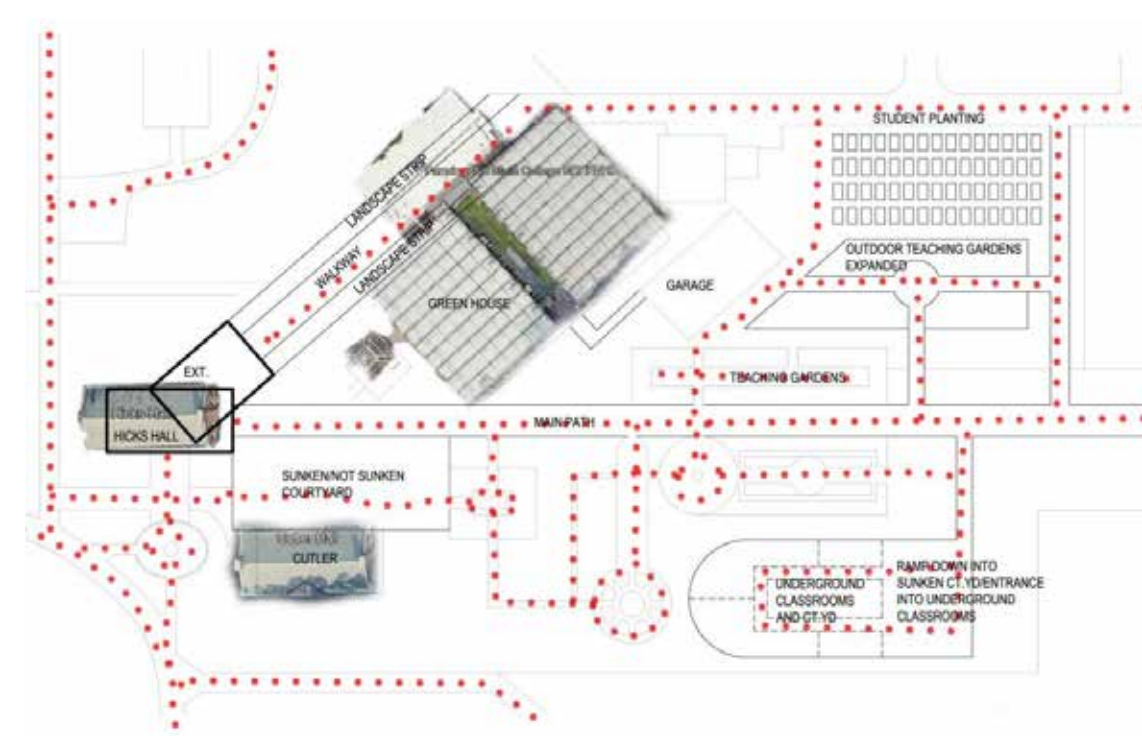 STUDENT PLANTING
LANDSCAPE STRIP
WALKWAY
LANDSCAPE STRIP
OUTDOOR TEACHING GARDENS
EXPANDED
GREEN HOUSE
GARAGE
EXT.
TEACHING GARDENS
HICKS HALL
MAIN PATH
SUNKEN/NOT SUNKEN
COURTYARD
CUTLER
UNDERGROUND
CLASSROOMS
AND CT.YD
RAMP DOWN INTO
SUNKEN CT.YD/ENTRANCE
INTO UNDERGROUND
CLASSROOMS